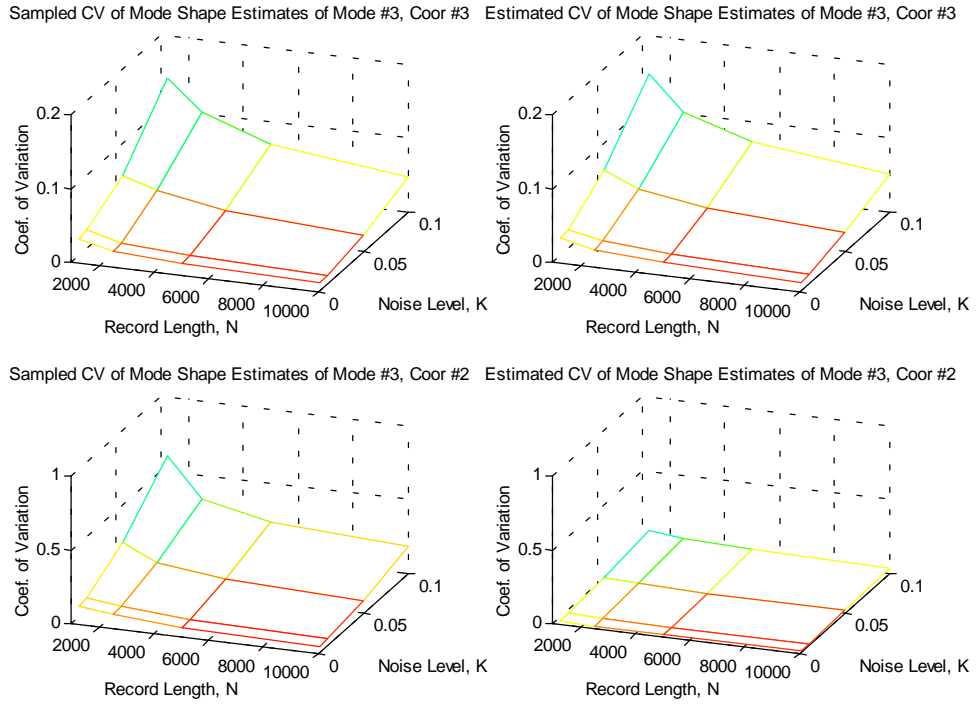 Sampled CV of Mode Shape Estimates of Mode #3, Coor #3
0.2
0.1
0
Coef. of Variation
2000
4000
6000
8000
10000
Record Length, N
0
0.05
0.1
Noise Level, K
Estimated CV of Mode Shape Estimates of Mode #3, Coor #3
0.2
0.1
0
Coef. of Variation
2000
4000
6000
8000
10000
Record Length, N
0
0.05
0.1
Noise Level, K
Sampled CV of Mode Shape Estimates of Mode #3, Coor #2
1
0.5
0
Coef. of Variation
2000
4000
6000
8000
10000
Record Length, N
0
0.05
0.1
Noise Level, K
Estimated CV of Mode Shape Estimates of Mode #3, Coor #2
1
0.5
0
Coef. of Variation
2000
4000
6000
8000
10000
Record Length, N
0
0.05
0.1
Noise Level, K